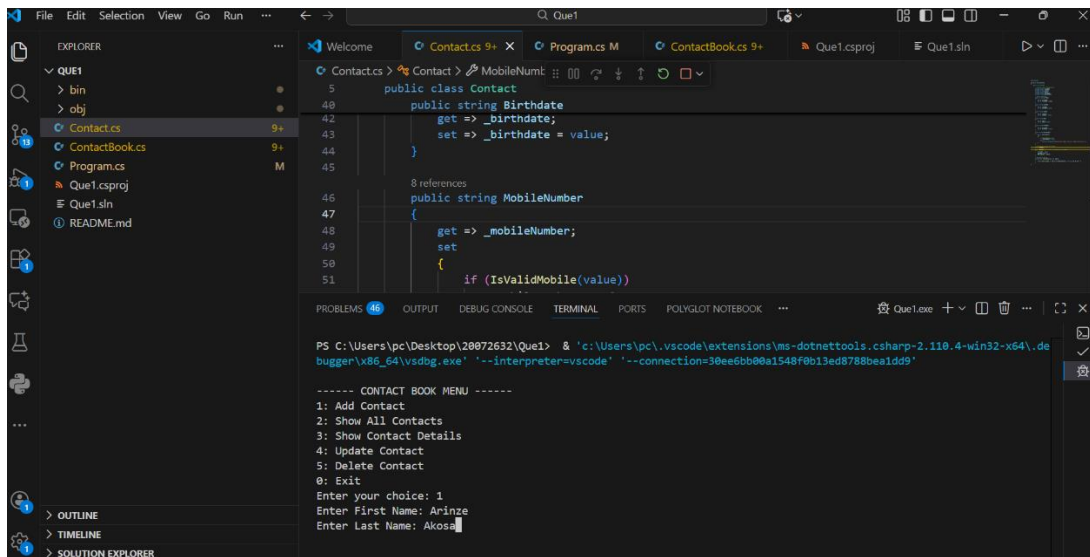 File Edit Selection View Go Run ... Que1
EXPLORER ...
QUE1
> bin
> obj
Contact.cs 9+
ContactBook.cs 9+
Program.cs M
Que1.csproj
Que1.sln
README.md
> OUTLINE
> TIMELINE
> SOLUTION EXPLORER
13
1
1
1
1
Welcome Contact.cs 9+ Program.cs M ContactBook.cs 9+ Que1.csproj Que1.sln
Contact.cs > Contact > MobileNumb
5 public class Contact
40 public string Birthdate
42 get => _birthdate;
43 set => _birthdate = value;
44 }
45
8 references
46 public string MobileNumber
47 {
48 get => _mobileNumber;
49 set
50 {
51 if (IsValidMobile(value))
PROBLEMS 46 OUTPUT DEBUG CONSOLE TERMINAL PORTS POLYGLOT NOTEBOOK ... Que1.exe
PS C:\Users\pc\Desktop\20072632\Que1> & 'c:\Users\pc\.vscode\extensions\ms-dotnettools.csharp-2.110.4-win32-x64\.de
bugger\x86_64\vsdbg.exe' '--interpreter=vscode' '--connection=30ee6bb00a1548f0b13ed8788bea1dd9'
------ CONTACT BOOK MENU ------
1: Add Contact
2: Show All Contacts
3: Show Contact Details
4: Update Contact
5: Delete Contact
0: Exit
Enter your choice: 1
Enter First Name: Arinze
Enter Last Name: Akosa